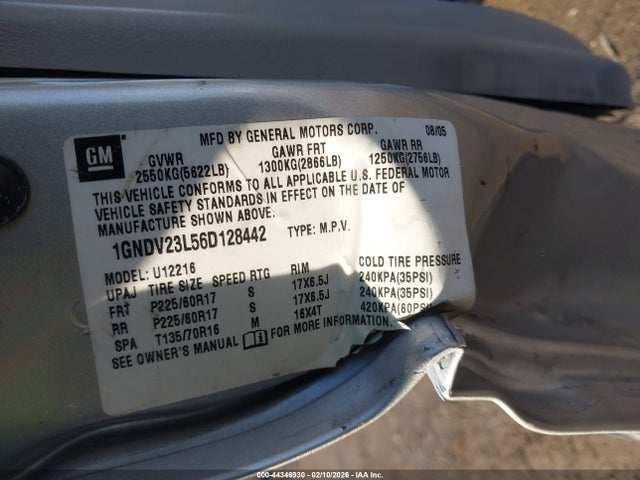 GM
MFD BY GENERAL MOTORS CORP. 08/05
GVWR GAWR FRT GAWR RR
2550KG(5622LB) 1300KG(2866LB) 1250KG(2756LB)
THIS VEHICLE CONFORMS TO ALL APPLICABLE U.S. FEDERAL MOTOR
VEHICLE SAFETY STANDARDS IN EFFECT ON THE DATE OF
MANUFACTURE SHOWN ABOVE.
1GNDV23L56D128442 TYPE: M.P.V.
MODEL: U12216
UPAJ TIRE SIZE SPEED RTG RIM COLD TIRE PRESSURE
FRT P225/60R17 S 17X6.5J 240KPA(35PSI)
RR P225/60R17 S 17X6.5J 240KPA(35PSI)
SPA T135/70R16 M 16X4T 420KPA(60PSI)
SEE OWNER'S MANUAL FOR MORE INFORMATION.
000-44346930 - 02/10/2026 - IAA Inc.